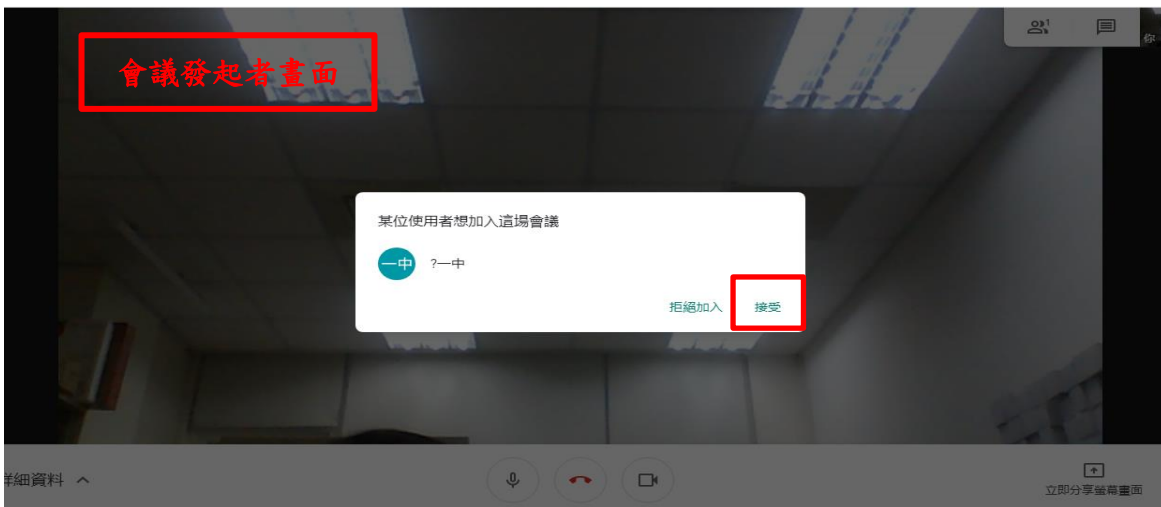 會議發起者畫面
1
你
某位使用者想加入這場會議
一中
?一中
拒絕加入
接受
詳細資料
立即分享螢幕畫面